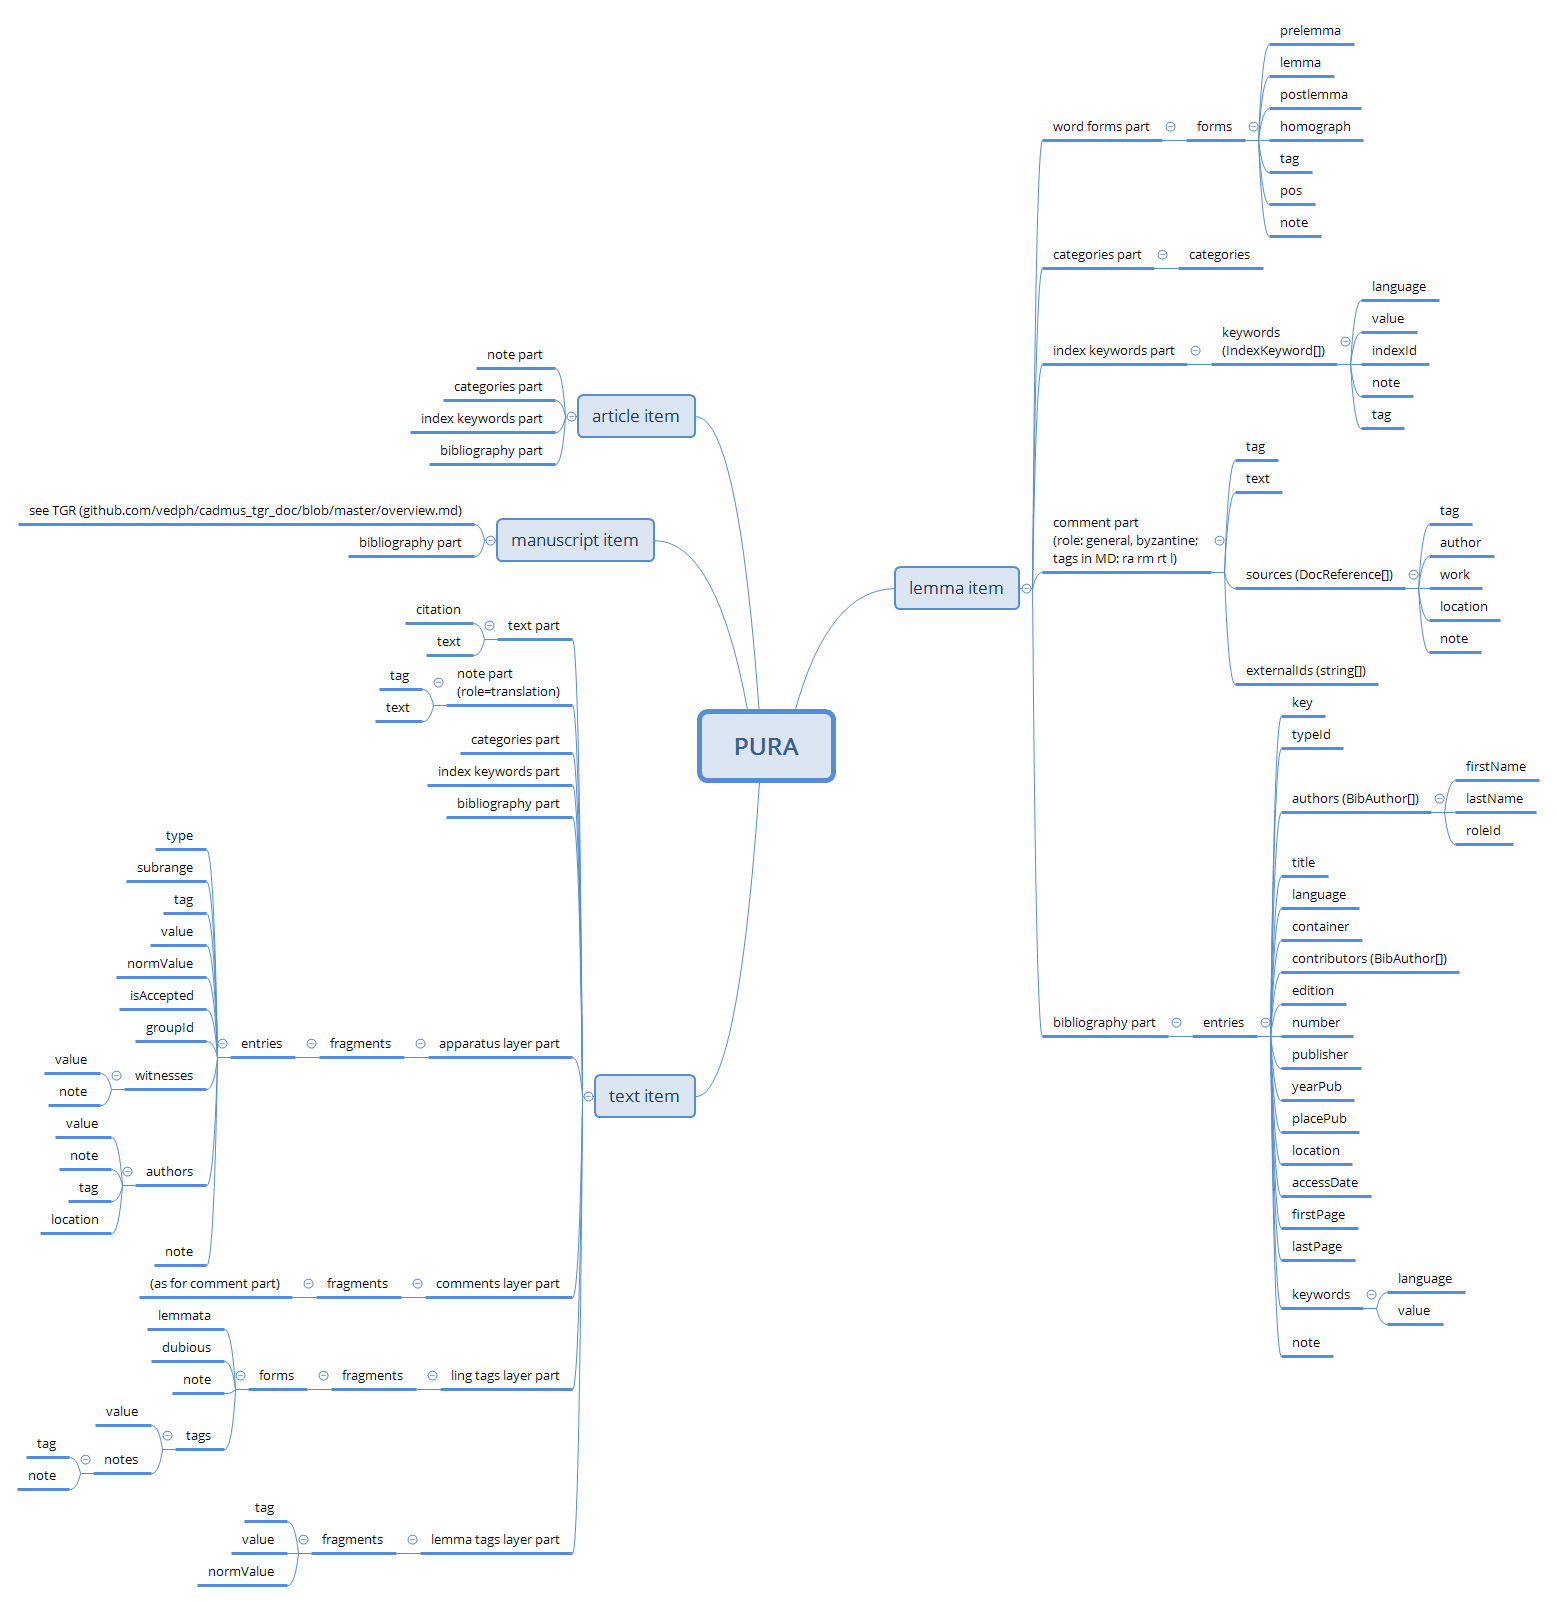 PURA
article item
note part
categories part
index keywords part
bibliography part
manuscript item
see TGR (github.com/vedph/cadmus_tgr_doc/blob/master/overview.md)
bibliography part
text item
text part
citation
text
note part
(role=translation)
tag
text
categories part
index keywords part
bibliography part
apparatus layer part
fragments
entries
type
subrange
tag
value
normValue
isAccepted
groupId
witnesses
value
note
authors
value
note
tag
location
note
comments layer part
fragments
(as for comment part)
ling tags layer part
fragments
forms
lemmata
dubious
note
tags
value
notes
tag
note
lemma tags layer part
fragments
tag
value
normValue
lemma item
word forms part
forms
prelemma
lemma
postlemma
homograph
tag
pos
note
categories part
categories
index keywords part
keywords
(IndexKeyword[])
language
value
indexId
note
tag
comment part
(role: general, byzantine;
tags in MD: ra rm rt l)
tag
text
sources (DocReference[])
tag
author
work
location
note
externalIds (string[])
bibliography part
entries
key
typeId
authors (BibAuthor[])
firstName
lastName
roleId
title
language
container
contributors (BibAuthor[])
edition
number
publisher
yearPub
placePub
location
accessDate
firstPage
lastPage
keywords
language
value
note